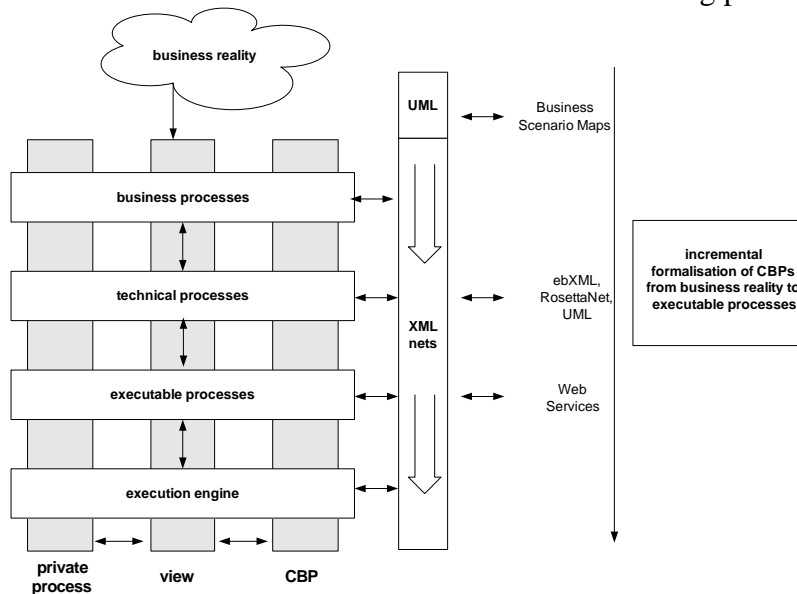 g p
business reality
UML
Business
Scenario Maps
business processes
incremental
formalisation of CBPs
from business reality to
executable processes
technical processes
ebXML,
RosettaNet,
UML
XML
nets
executable processes
Web
Services
execution engine
private
process
view
CBP